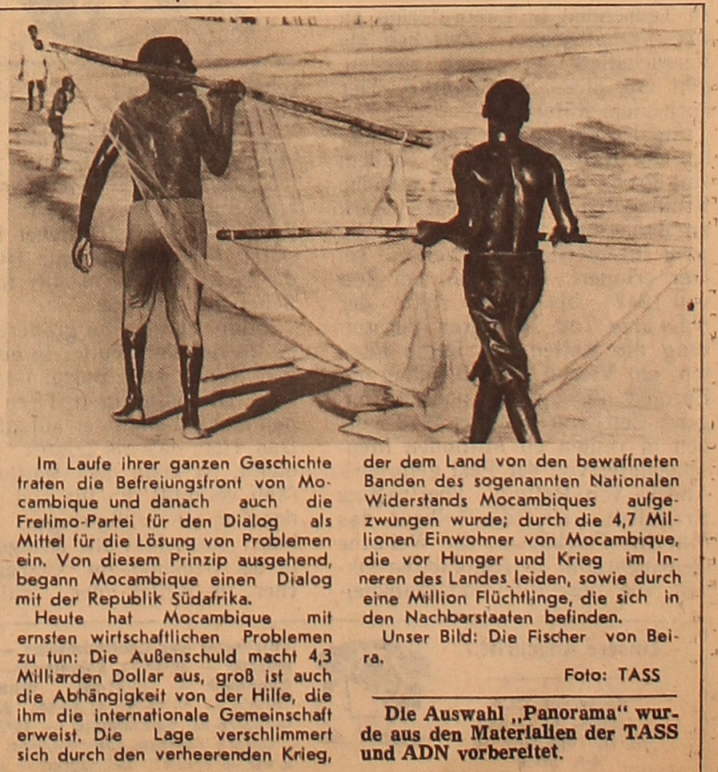 Im Laufe ihrer ganzen Geschichte
traten die Befreiungsfront von Mo-
cambique und danach auch die
Frelimo-Partei für den Dialog als
Mittel für die Lösung von Problemen
ein. Von diesem Prinzip ausgehend,
begann Mocambique einen Dialog
mit der Republik Südafrika.
Heute hat Mocambique mit
ernsten wirtschaftlichen Problemen
zu tun: Die Außenschuld macht 4,3
Milliarden Dollar aus, groß ist auch
die Abhängigkeit von der Hilfe, die
ihm die internationale Gemeinschaft
erweist. Die Lage verschlimmert
sich durch den verheerenden Krieg,
der dem Land von den bewaffneten
Banden des sogenannten Nationalen
Widerstands Mocambiques aufge-
zwungen wurde; durch die 4,7 Mil-
lionen Einwohner von Mocambique,
die vor Hunger und Krieg im In-
neren des Landes leiden, sowie durch
eine Million Flüchtlinge, die sich in
den Nachbarstaaten befinden.
Unser Bild: Die Fischer von Bei-
ra.
Foto: TASS
Die Auswahl „Panorama" wur-
de aus den Materialien der TASS
und ADN vorbereitet.